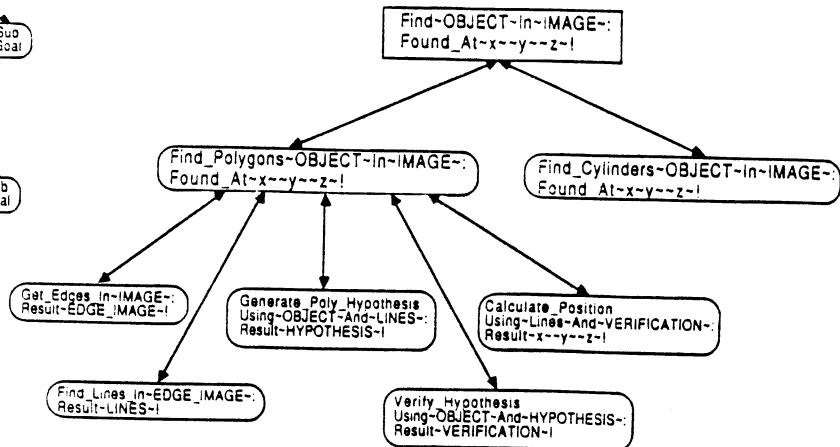 Find~OBJECT~In~IMAGE~:
Found_At~x~~y~~z~!
Goal
Find_Polygons~OBJECT~In~IMAGE~:
Found_At~x~~y~~z~!
Find_Cylinders~OBJECT~In~IMAGE~:
Found_At~x~y~~z~!
b
al
Get_Edges_In~IMAGE~:
Result~EDGE_IMAGE~!
Generate_Poly_Hypothesis
Using~OBJECT~And~LINES~:
Result~HYPOTHESIS~!
Calculate_Position
Using~Lines~And~VERIFICATION~:
Result~x~~y~~z~!
Find_Lines_In~EDGE_IMAGE~:
Result~LINES~!
Verify_Hypothesis
Using~OBJECT~And~HYPOTHESIS~:
Result~VERIFICATION~!